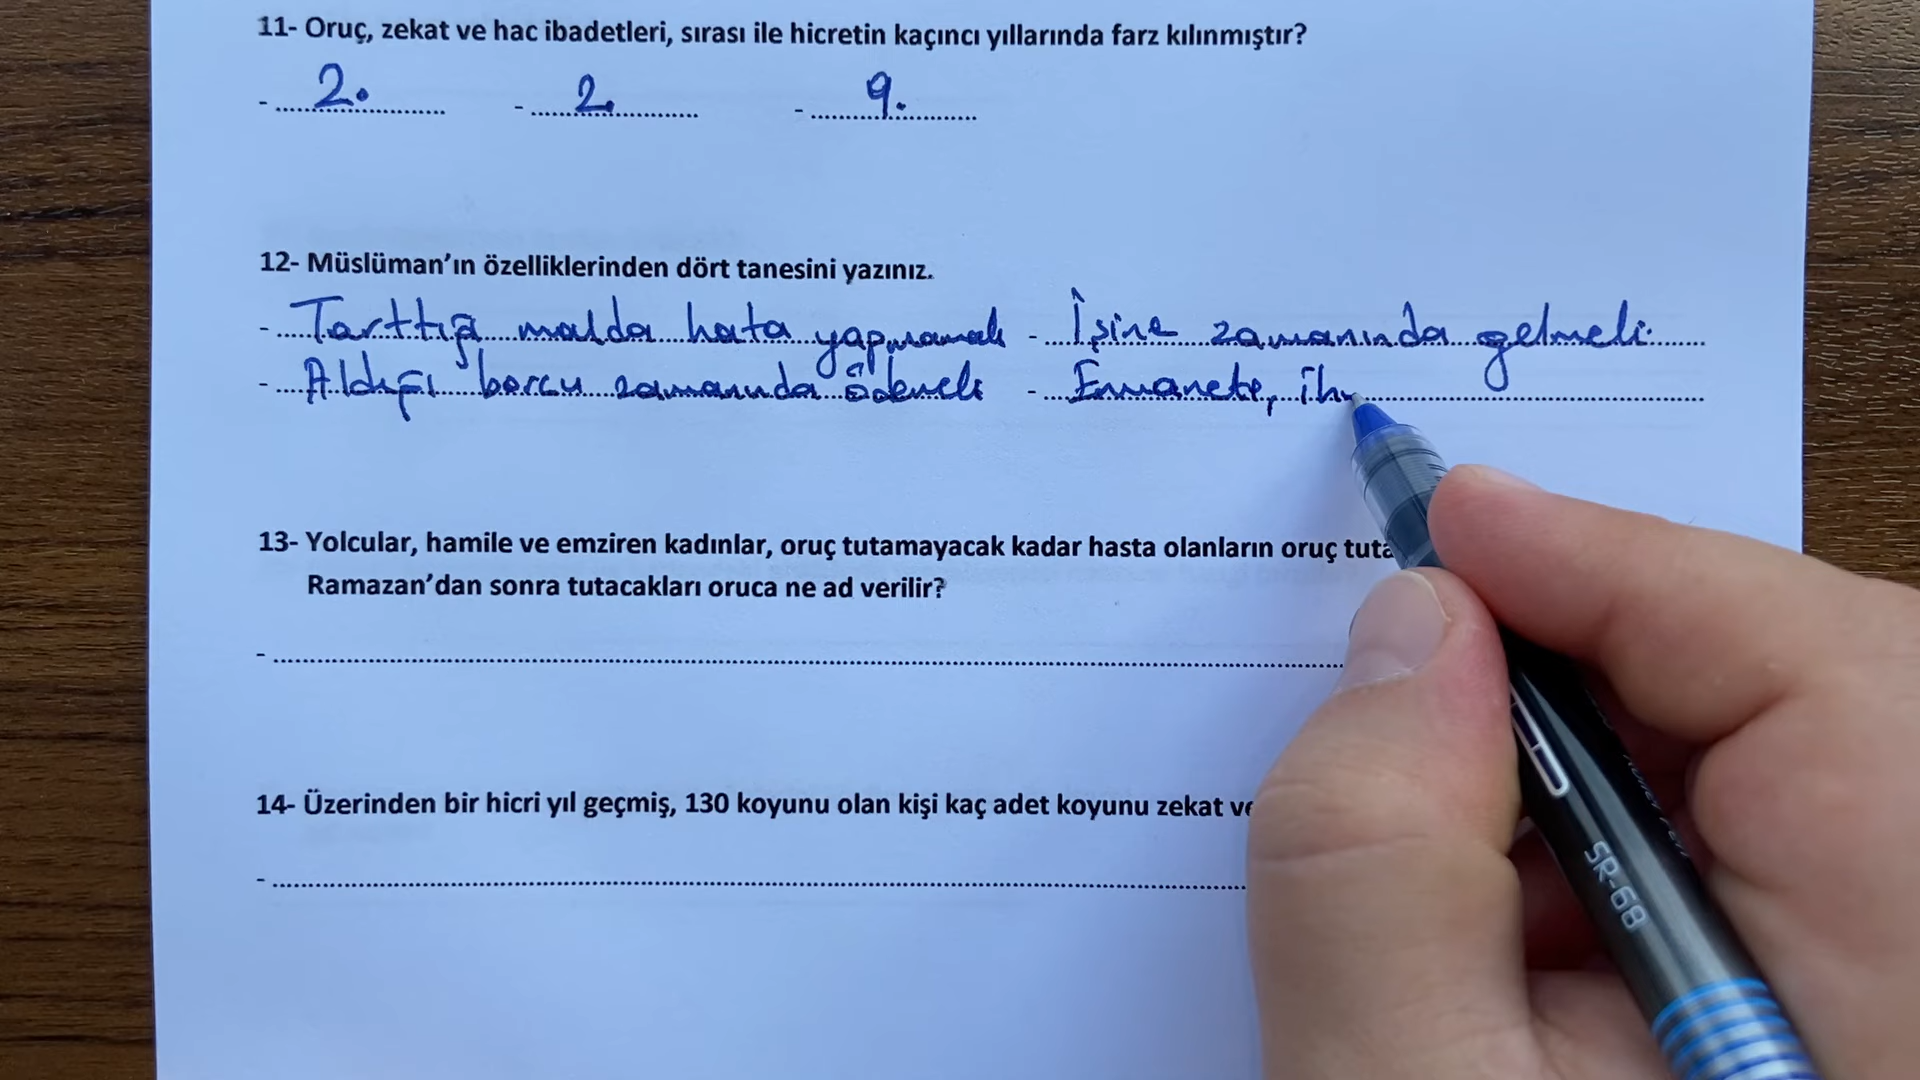 11- Oruç, zekat ve hac ibadetleri, sırası ile hicretin kaçıncı yıllarında farz kılınmıştır?
- 2. - 2. - 9.
12- Müslüman'ın özelliklerinden dört tanesini yazınız.
- Tarttığı malda hata yapmamalı - İşine zamanında gelmeli.
- Aldığı borcu zamanında ödemeli - Emanete, ih
13- Yolcular, hamile ve emziren kadınlar, oruç tutamayacak kadar hasta olanların oruç tuta
Ramazan'dan sonra tutacakları oruca ne ad verilir?
-
14- Üzerinden bir hicri yıl geçmiş, 130 koyunu olan kişi kaç adet koyunu zekat ve
-
SR-68